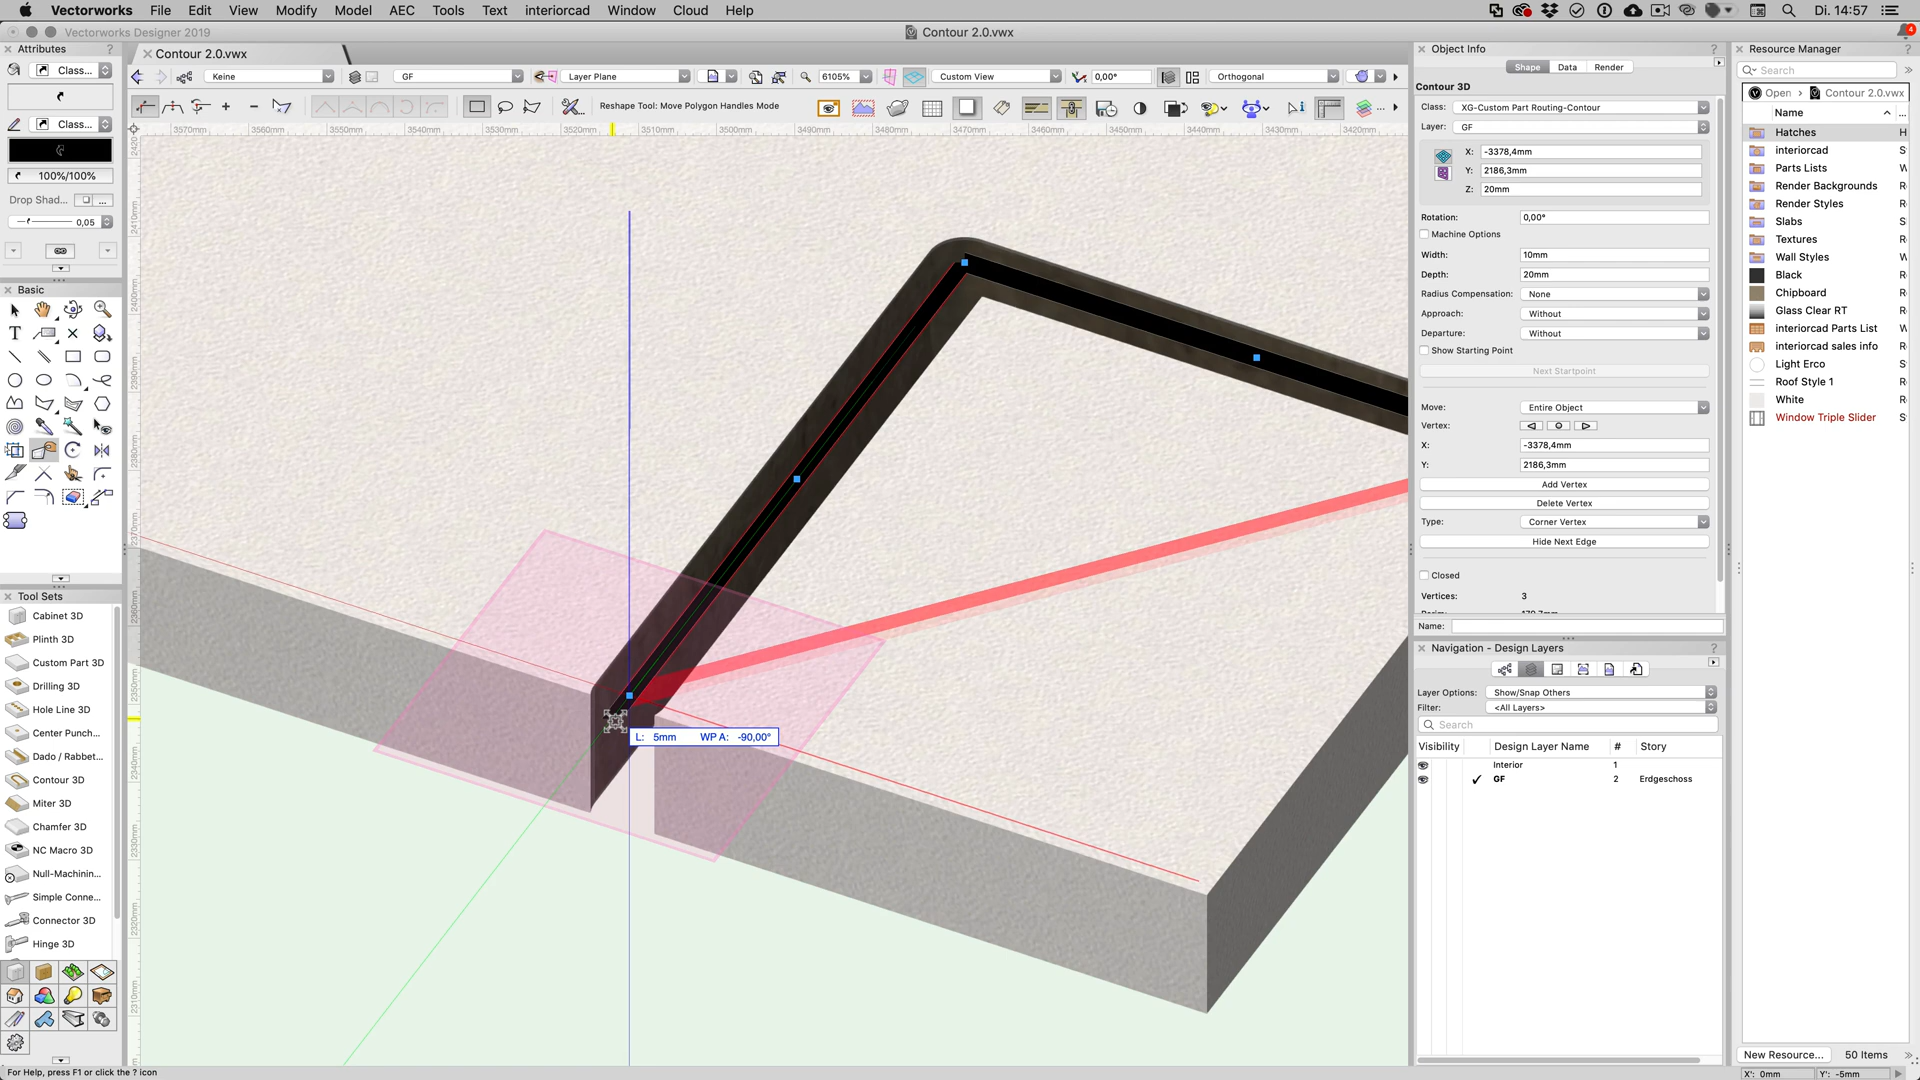 Vectorworks File Edit View Modify Model AEC Tools Text interiorcad Window Cloud Help Di. 14:57
Vectorworks Designer 2019 Contour 2.0.vwx 4
Attributes ?
Contour 2.0.vwx
Object Info ?
Resource Manager ?
Class...
Keine GF Layer Plane 6105% Custom View 0,00° Orthogonal
Shape Data Render
Search
Contour 3D
Open Contour 2.0.vwx
Reshape Tool: Move Polygon Handles Mode
Class: XG-Custom Part Routing-Contour
Name ...
Class...
3570mm 3560mm 3550mm 3540mm 3530mm 3520mm 3510mm 3500mm 3490mm 3480mm 3470mm 3460mm 3450mm 3440mm 3430mm 3420mm
Layer: GF
Hatches H
interiorcad S
X: -3378,4mm
Parts Lists W
Y: 2186,3mm
100%/100%
Render Backgrounds R
Z: 20mm
Drop Shad... ...
Render Styles R
0,05
Rotation: 0,00°
Slabs S
Machine Options
Textures R
Width: 10mm
Wall Styles R
Depth: 20mm
Black R
Basic
Radius Compensation: None
Chipboard R
Approach: Without
Glass Clear RT R
Departure: Without
interiorcad Parts List R
Show Starting Point
interiorcad sales info R
Next Startpoint
Light Erco R
Roof Style 1 R
Move: Entire Object
White R
Vertex:
Window Triple Slider S
X: -3378,4mm
Y: 2186,3mm
Add Vertex
Delete Vertex
Type: Corner Vertex
Hide Next Edge
Closed
Tool Sets
Vertices: 3
Cabinet 3D
Name:
Plinth 3D
Navigation - Design Layers ?
Custom Part 3D
Drilling 3D
Layer Options: Show/Snap Others
Hole Line 3D
Filter: <All Layers>
Center Punch...
Search
L: 5mm WP A: -90,00°
Dado / Rabbet...
Visibility Design Layer Name # Story
Contour 3D
Interior 1
Miter 3D
GF 2 Erdgeschoss
Chamfer 3D
NC Macro 3D
Null-Machinin...
Simple Conne...
Connector 3D
Hinge 3D
New Resource... 50 Items
For Help, press F1 or click the ? icon
X': 0mm Y': -5mm